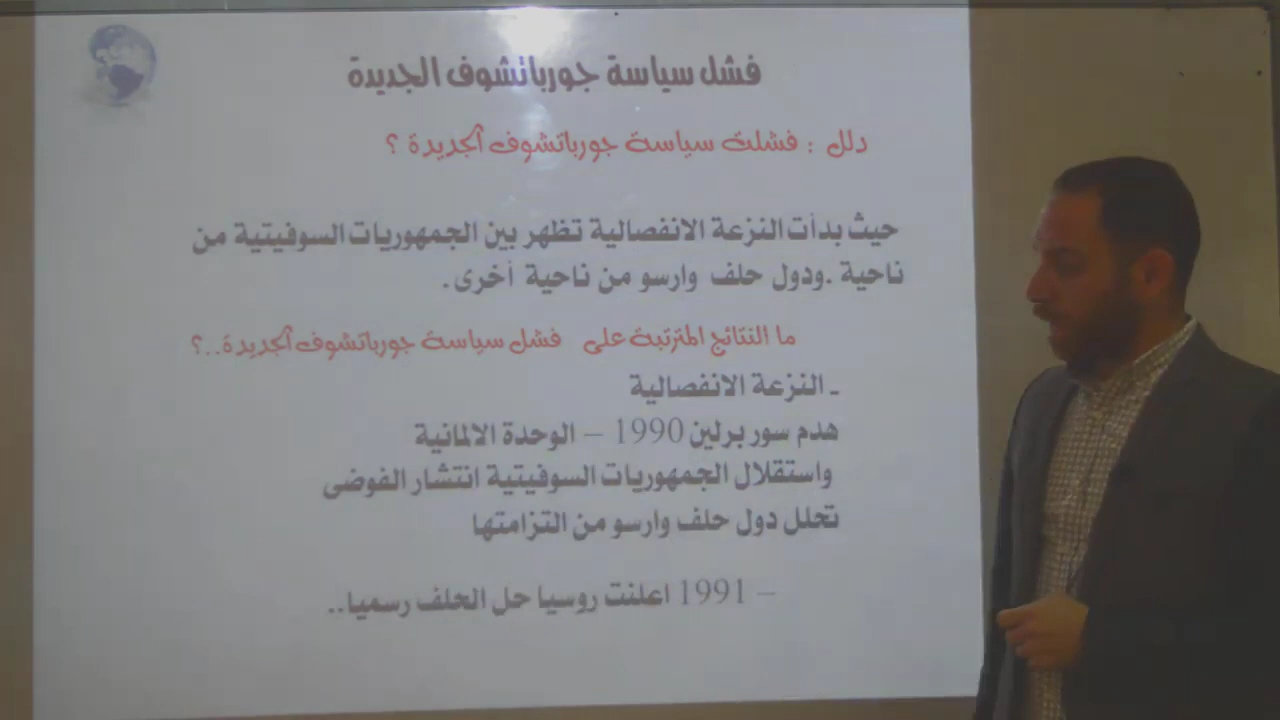 فشل سياسة جورباتشوف الجديدة
دلل : فشلت سياسة جورباتشوف الجديدة ؟
حيث بدأت النزعة الانفصالية تظهر بين الجمهوريات السوفيتية من
ناحية .ودول حلف وارسو من ناحية أخرى.
ما النتائج المترتبة على فشل سياسة جورباتشوف الجديدة..؟
ـ النزعة الانفصالية
هدم سور برلين 1990 – الوحدة الالمانية
واستقلال الجمهوريات السوفيتية انتشار الفوضى
تحلل دول حلف وارسو من التزامتها
– 1991 اعلنت روسيا حل الحلف رسميا..